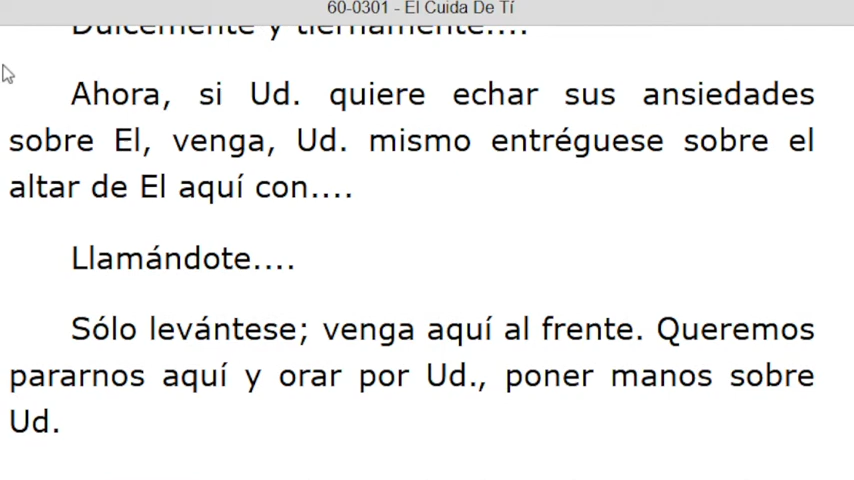 60-0301 - El Cuida De Tí
Dulcemente y tiernamente....
Ahora, si Ud. quiere echar sus ansiedades
sobre El, venga, Ud. mismo entréguese sobre el
altar de El aquí con....
Llamándote....
Sólo levántese; venga aquí al frente. Queremos
pararnos aquí y orar por Ud., poner manos sobre
Ud.